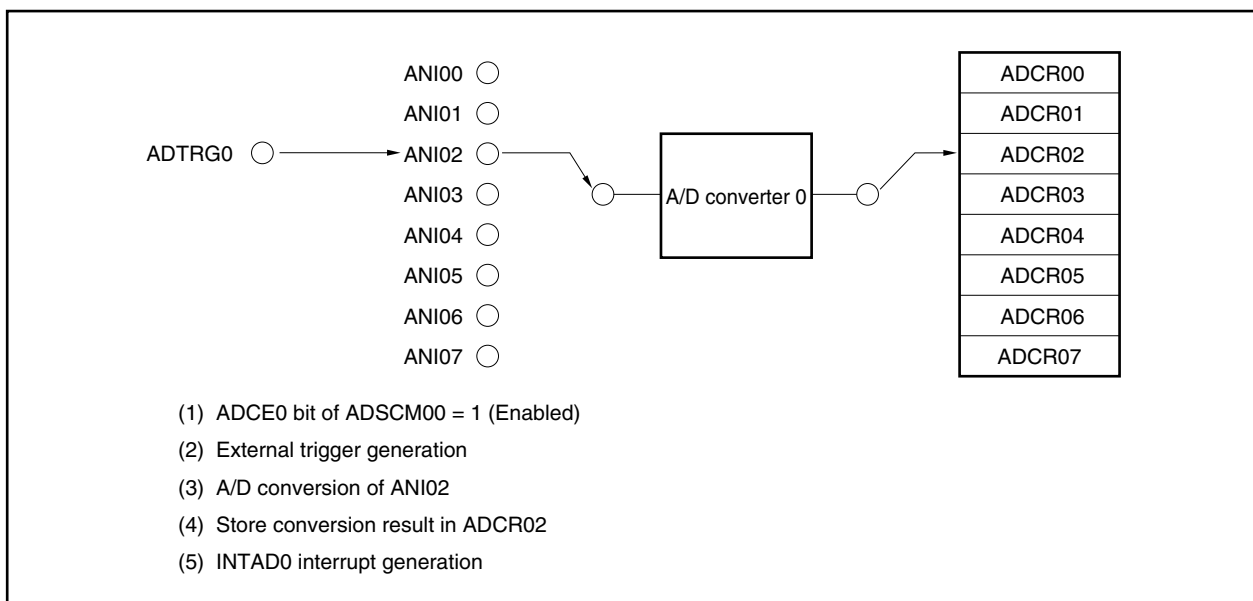 ANI00
ADCR00
ANI01
ADCR01
ADTRG0
ANI02
ADCR02
ANI03
A/D converter 0
ADCR03
ANI04
ADCR04
ANI05
ADCR05
ANI06
ADCR06
ANI07
ADCR07
(1) ADCE0 bit of ADSCM00 = 1 (Enabled)
(2) External trigger generation
(3) A/D conversion of ANI02
(4) Store conversion result in ADCR02
(5) INTAD0 interrupt generation